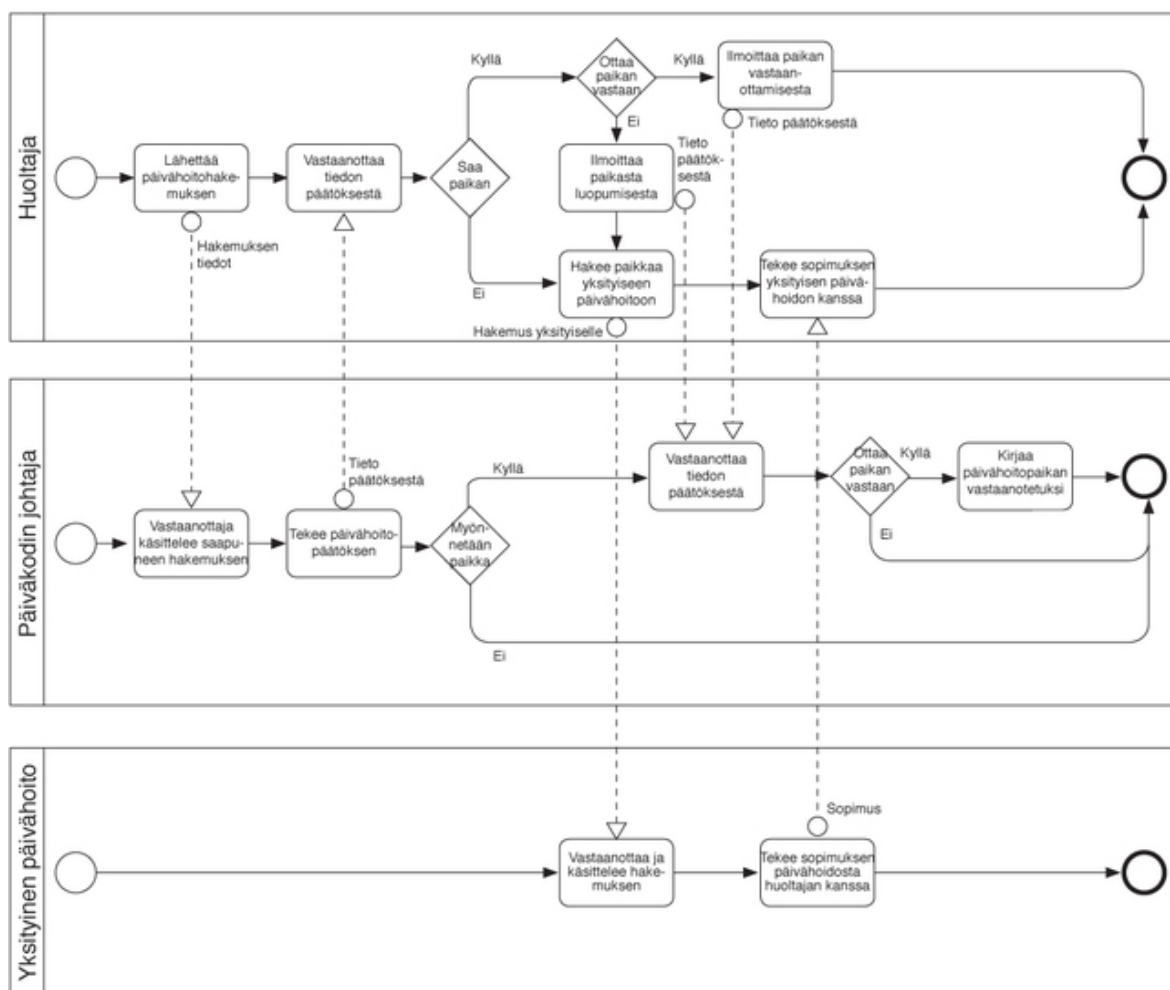 Huoltaja
Lähettää
päivähoitohake-
muksen
Hakemuksen
tiedot
Vastaanottaa
tiedon
päätöksestä
Saa
paikan
Kyllä
Ei
Ottaa
paikan
vastaan
Kyllä
Ei
Ilmoittaa paikan
vastaan-
ottamisesta
Tieto päätöksestä
Ilmoittaa
paikasta
luopumisesta
Tieto
päätök-
sestä
Hakee paikkaa
yksityiseen
päivähoitoon
Hakemus yksityiselle
Tekee sopimuksen
yksityisen päivä-
hoidon kanssa
Päiväkodin johtaja
Vastaanottaja
käsittelee saapu-
neen hakemuksen
Tieto
päätöksestä
Tekee päivähoito-
päätöksen
Myön-
netään
paikka
Kyllä
Ei
Vastaanottaa
tiedon
päätöksestä
Ottaa
paikan
vastaan
Kyllä
Ei
Kirjaa
päivähoitopaikan
vastaanotetuksi
Yksityinen päivähoito
Vastaanottaa ja
käsittelee hake-
muksen
Sopimus
Tekee sopimuksen
päivähoidosta
huoltajan kanssa